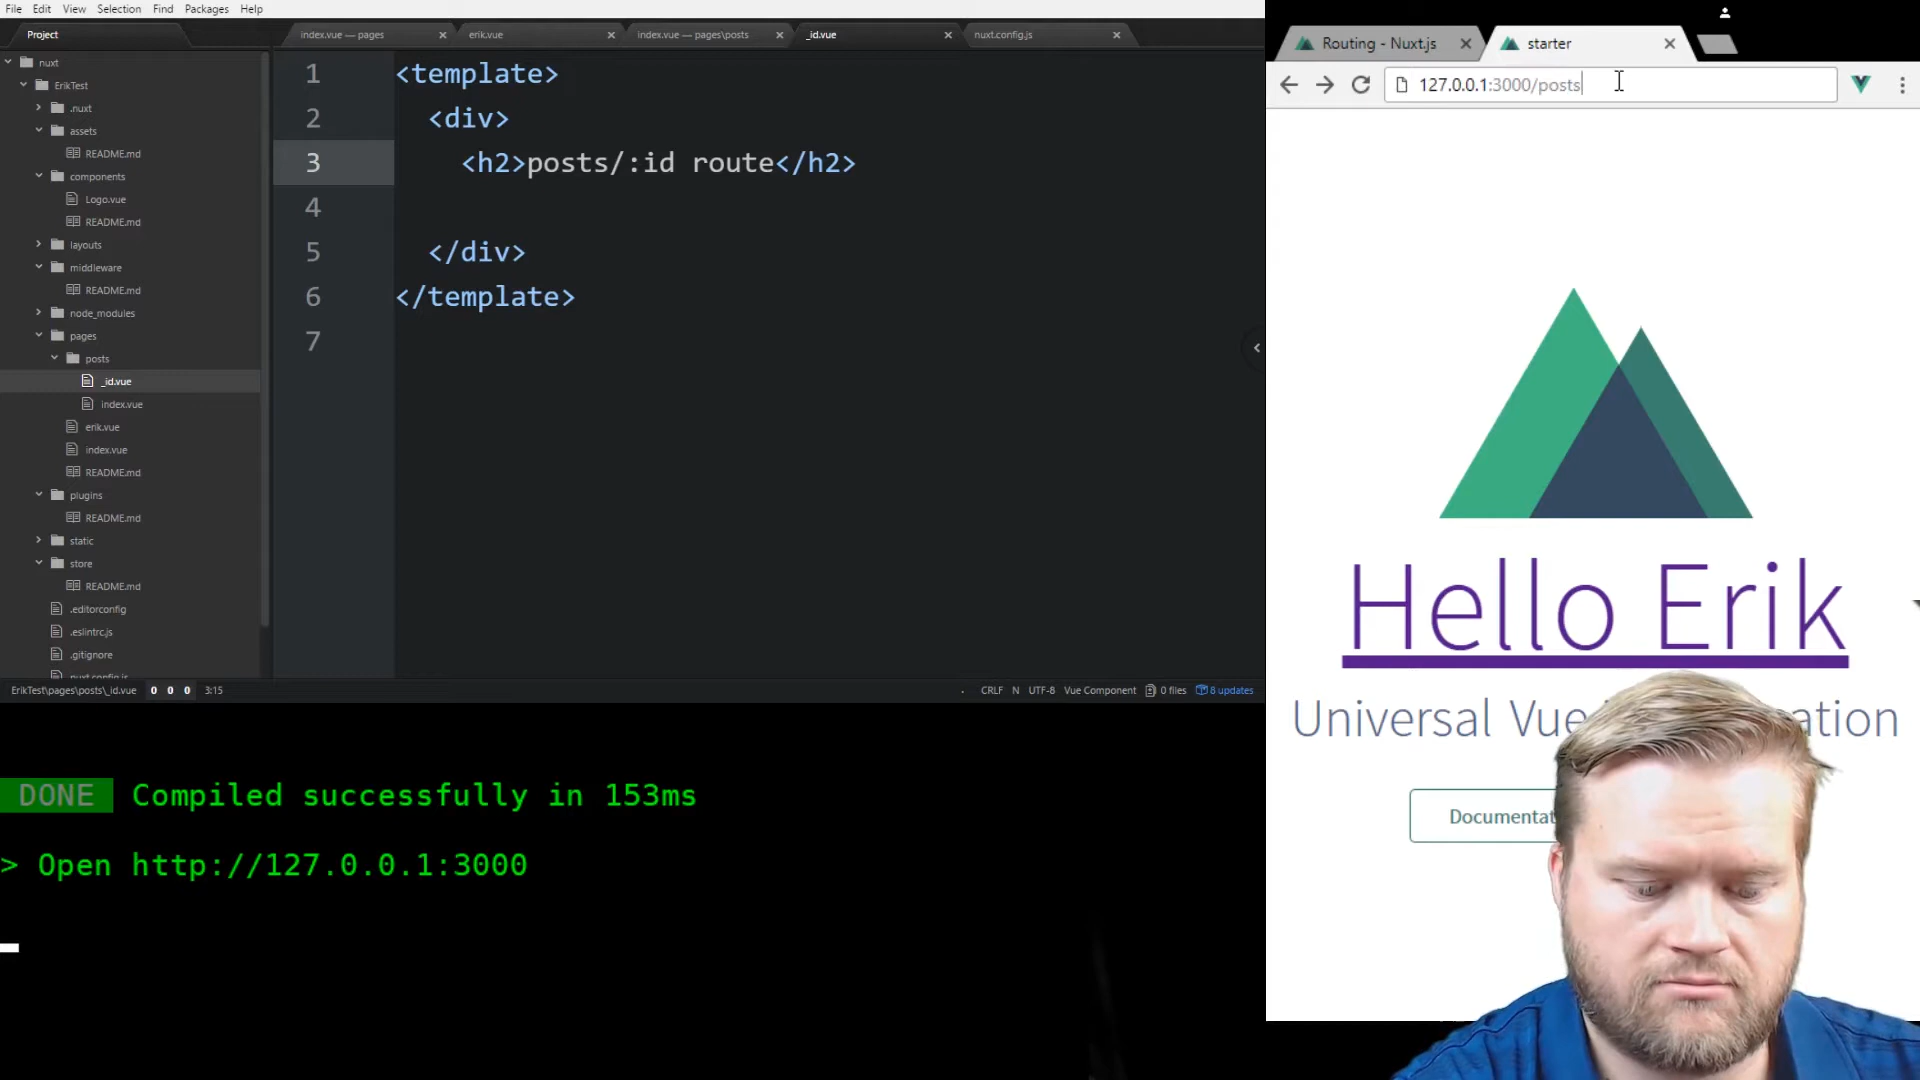 File Edit View Selection Find Packages Help
Project
index.vue — pages
erik.vue
index.vue — pages\posts
_id.vue
nuxt.config.js
nuxt
ErikTest
.nuxt
assets
README.md
components
Logo.vue
README.md
layouts
middleware
README.md
node_modules
pages
posts
_id.vue
index.vue
erik.vue
index.vue
README.md
plugins
README.md
static
store
README.md
.editorconfig
.eslintrc.js
.gitignore
nuxt.config.js
1 <template>
2 <div>
3 <h2>posts/:id route</h2>
4
5 </div>
6 </template>
7
ErikTest\pages\posts\_id.vue 0 0 0 3:15
CRLF N UTF-8 Vue Component 0 files 8 updates
DONE Compiled successfully in 153ms
> Open http://127.0.0.1:3000
Routing - Nuxt.js
starter
127.0.0.1:3000/posts
Hello Erik
Universal